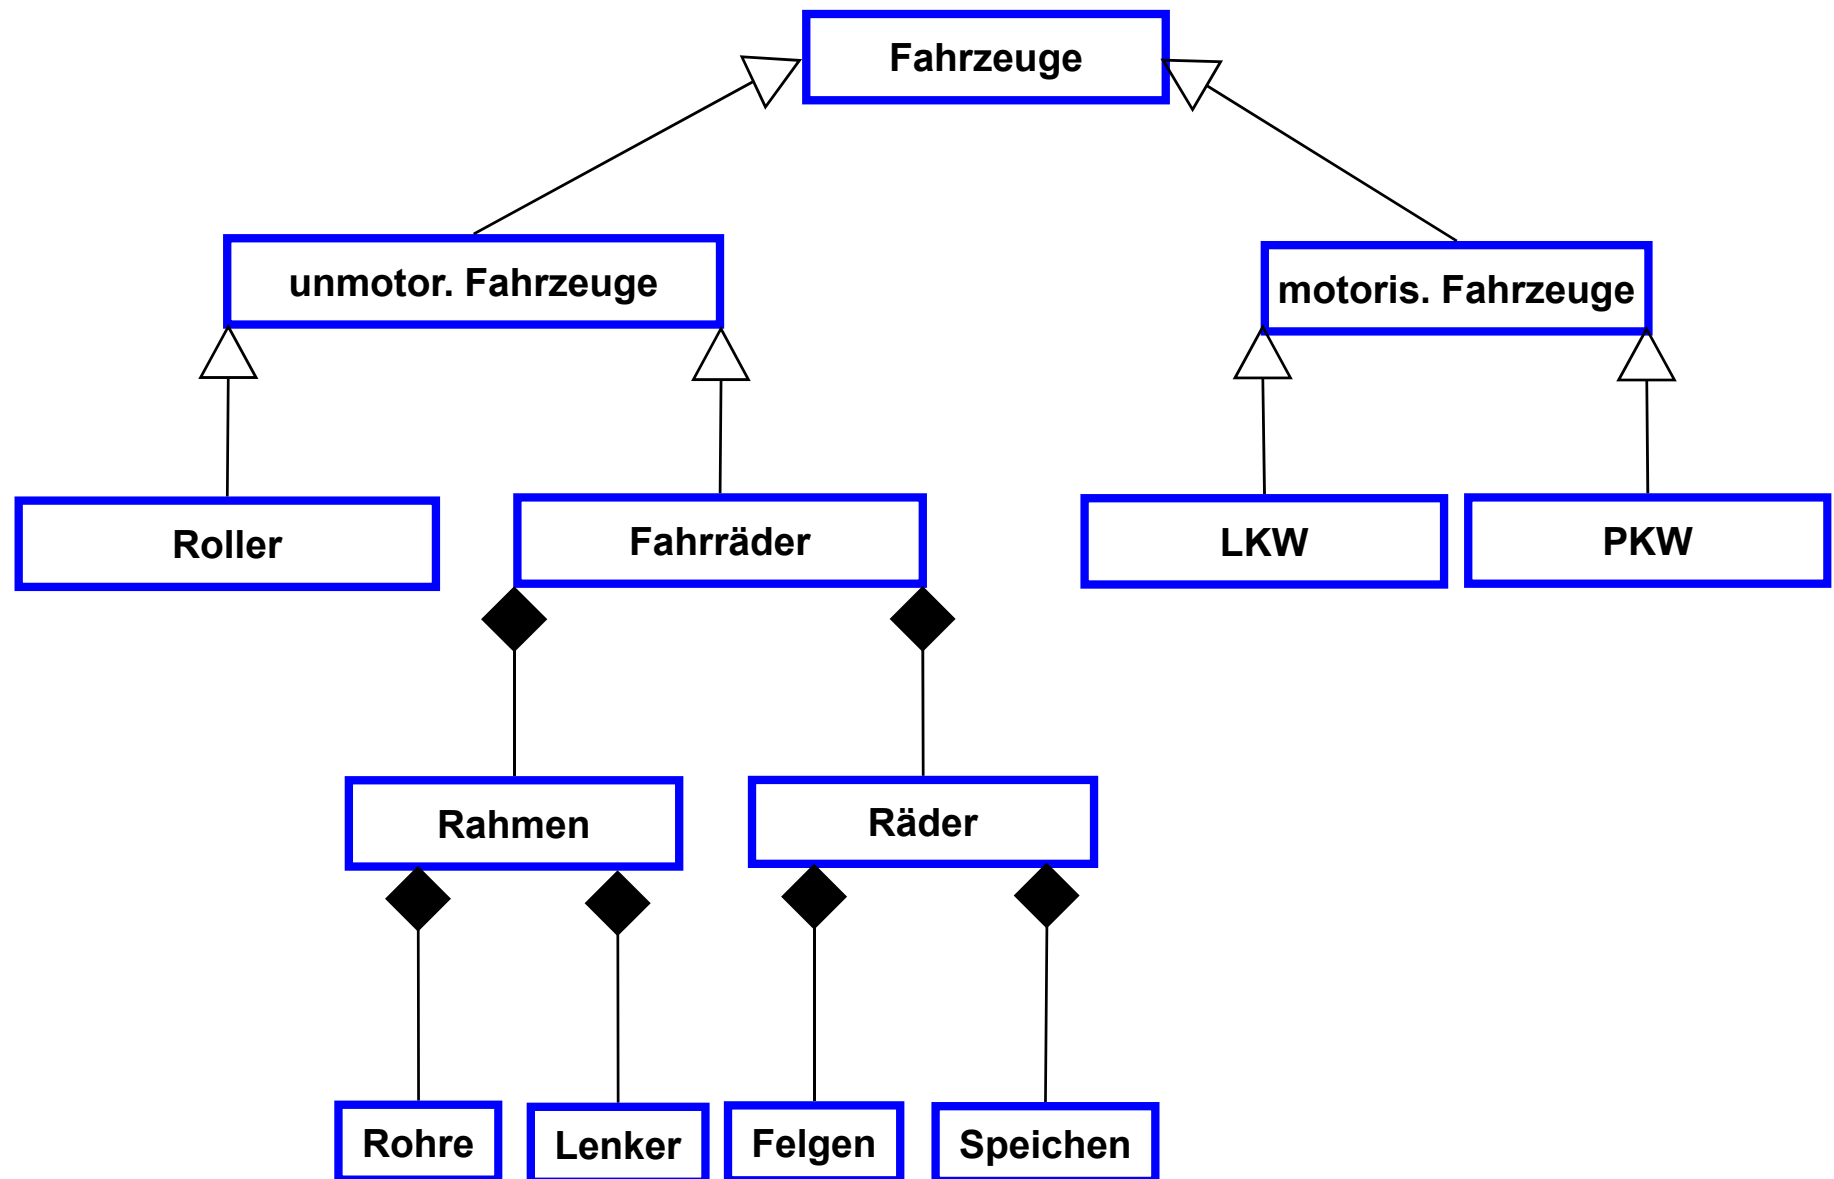 Fahrzeuge
unmotor. Fahrzeuge
motoris. Fahrzeuge
Roller
Fahrräder
LKW
PKW
Rahmen
Räder
Rohre
Lenker
Felgen
Speichen